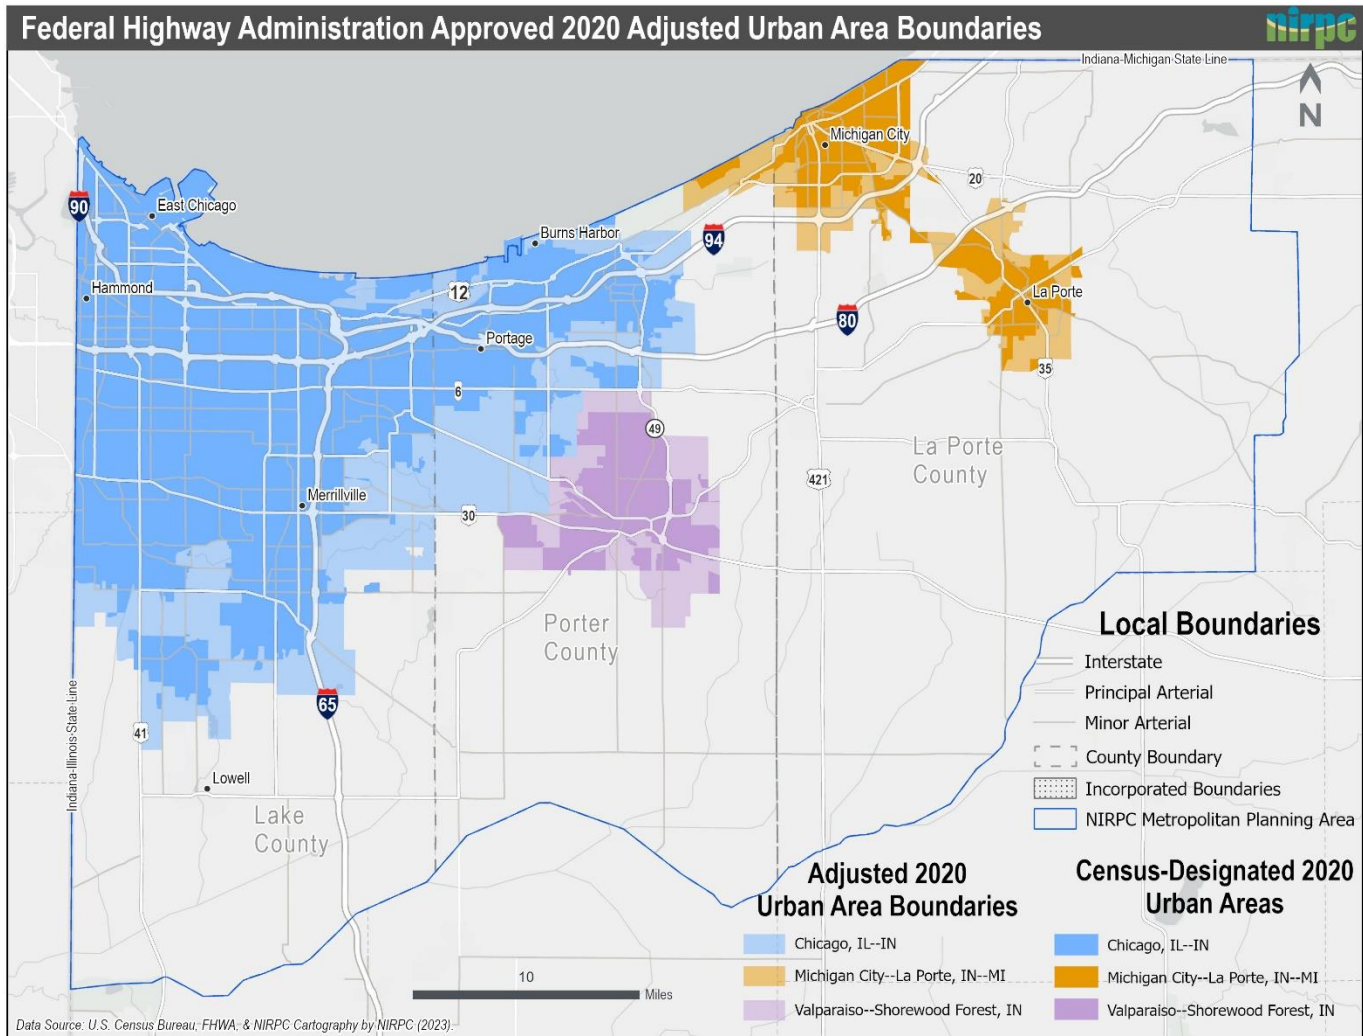 Federal Highway Administration Approved 2020 Adjusted Urban Area Boundaries
nirpc
Indiana-Michigan State Line
N
Michigan City
20
90
East Chicago
Burns Harbor
94
Hammond
12
La Porte
80
Portage
35
6
49
La Porte
County
421
Merrillville
30
Porter
County
Local Boundaries
Interstate
Principal Arterial
Minor Arterial
County Boundary
Incorporated Boundaries
NIRPC Metropolitan Planning Area
65
41
Indiana-Illinois-State-Line
Lowell
Lake
County
Adjusted 2020
Urban Area Boundaries
Chicago, IL--IN
Michigan City--La Porte, IN--MI
Valparaiso--Shorewood Forest, IN
Census-Designated 2020
Urban Areas
Chicago, IL--IN
Michigan City--La Porte, IN--MI
Valparaiso--Shorewood Forest, IN
10
Miles
Data Source: U.S. Census Bureau, FHWA, & NIRPC Cartography by NIRPC (2023).